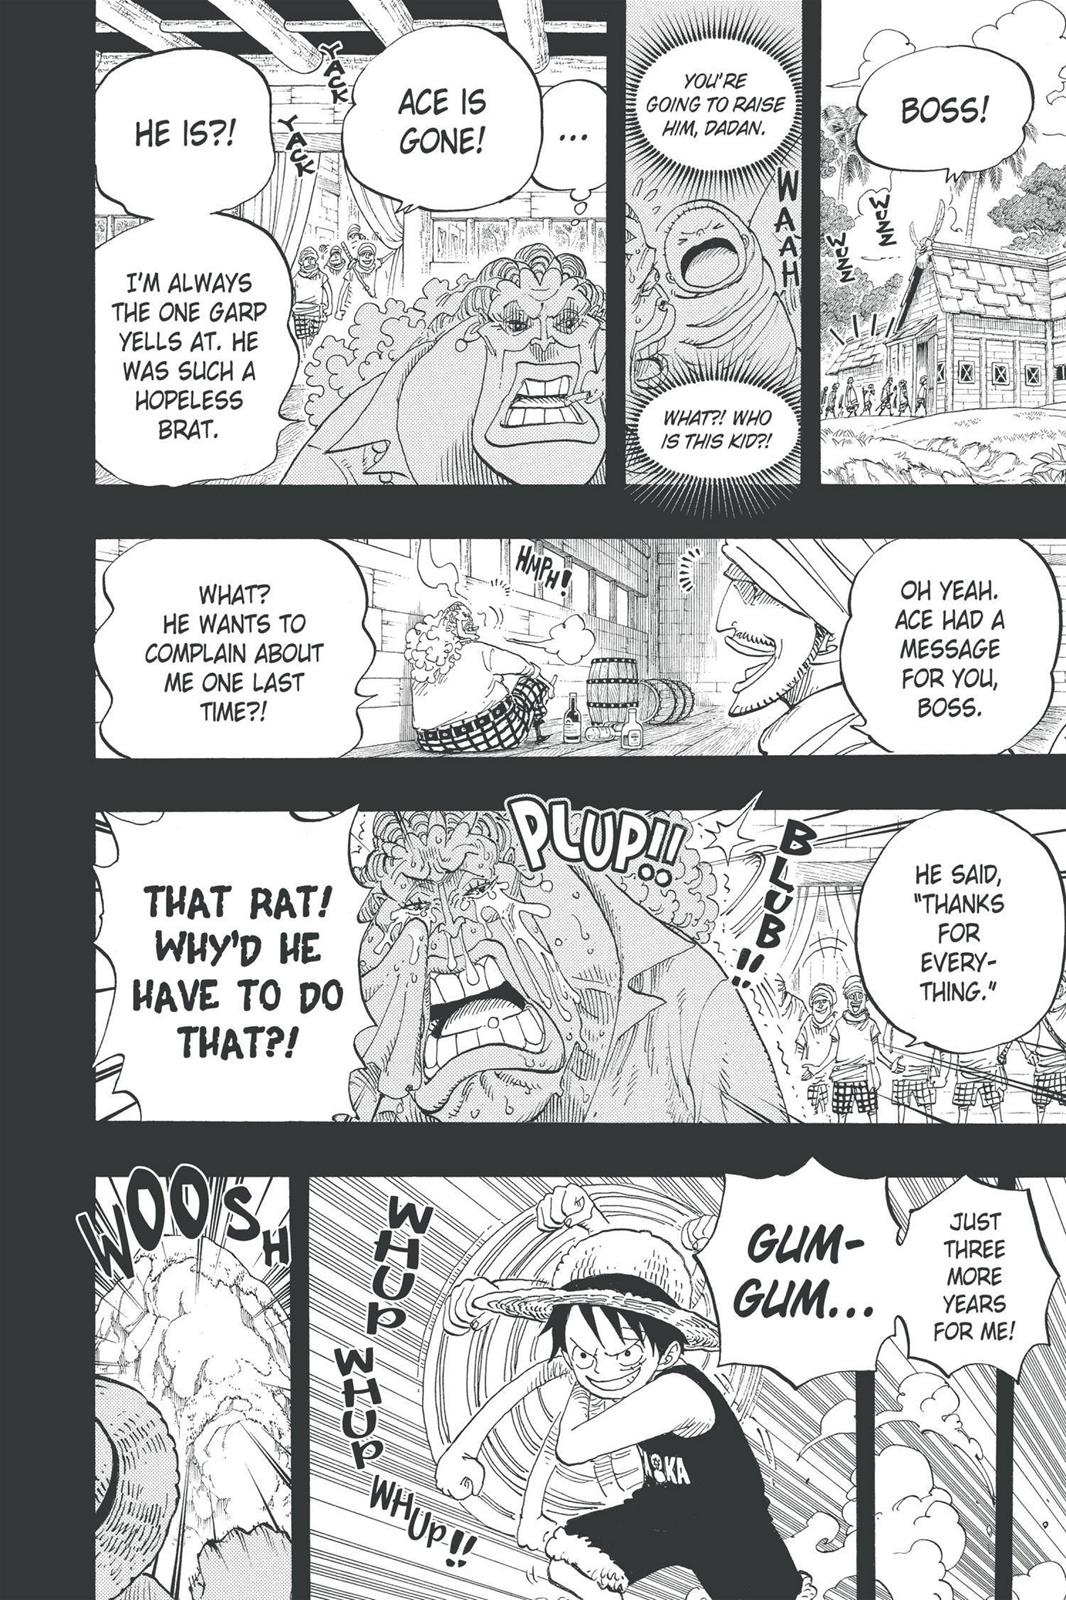 BOSS!
WUZZ
WUZZ
YOU'RE
GOING TO RAISE
HIM, DADAN.
WAAH
WHAT?! WHO
IS THIS KID?!
...
ACE IS
GONE!
YACK
YACK
HE IS?!
I'M ALWAYS
THE ONE GARP
YELLS AT. HE
WAS SUCH A
HOPELESS
BRAT.
OH YEAH.
ACE HAD A
MESSAGE
FOR YOU,
BOSS.
HMPH!
WHAT?
HE WANTS TO
COMPLAIN ABOUT
ME ONE LAST
TIME?!
HE SAID,
"THANKS
FOR
EVERY-
THING."
BLUB!!
PLUP!!
THAT RAT!
WHY'D HE
HAVE TO DO
THAT?!
JUST
THREE
MORE
YEARS
FOR ME!
GUM-
GUM...
WHUP
WHUP
WHUP!!
WOOSH